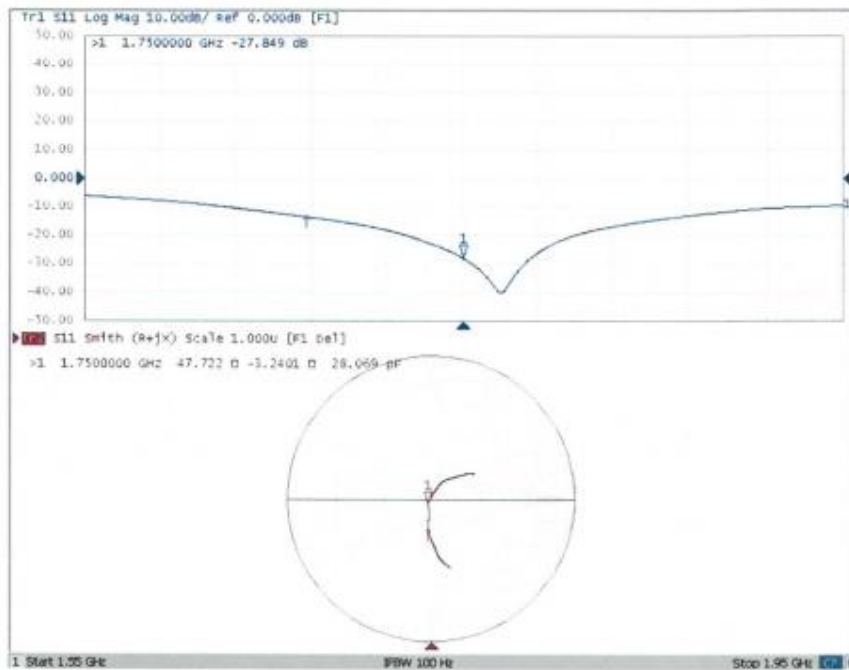 Tr1 S11 Log Mag 10.00dB/ Ref 0.000dB [F1]
50.00
>1 1.7500000 GHz -27.849 dB
40.00
30.00
20.00
10.00
0.000
-10.00
-20.00
-30.00
-40.00
-50.00
1
S11 Smith (R+jX) Scale 1.000U [F1 Del]
>1 1.7500000 GHz 47.722 Ω -3.2401 Ω 28.069 pF
1
1 Start 1.55 GHz IFBW 100 Hz Stop 1.95 GHz